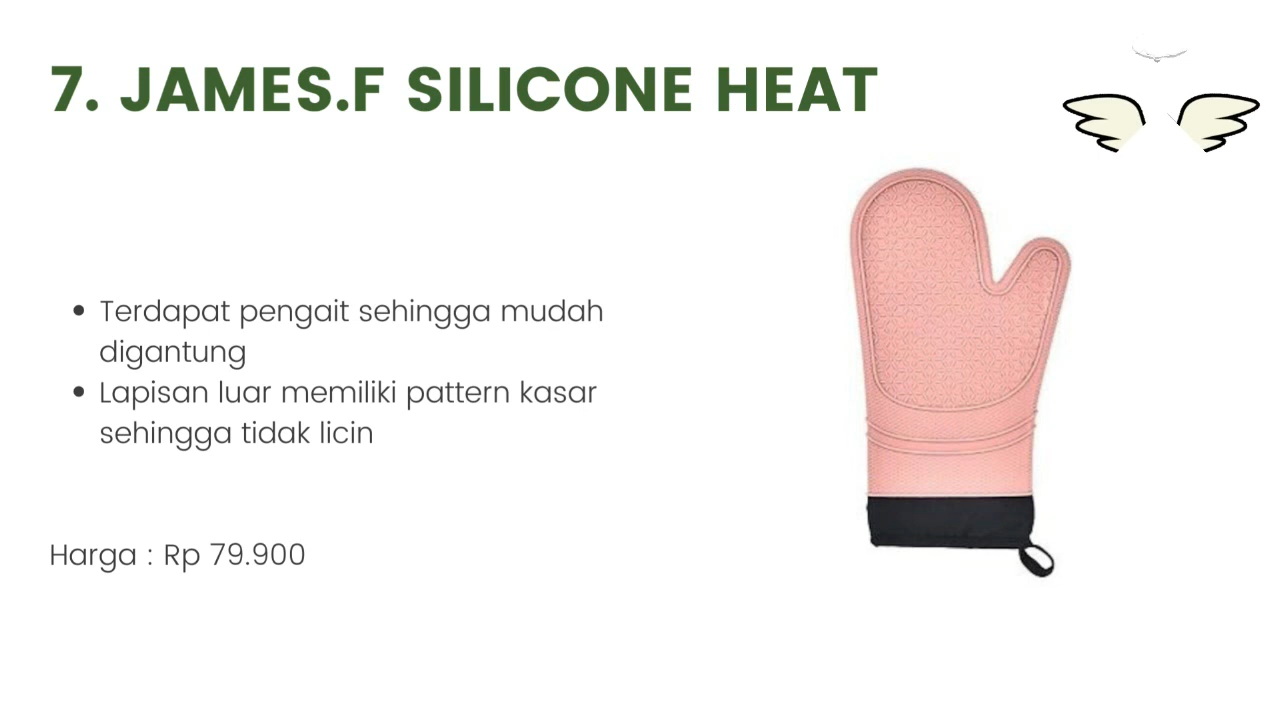 7. JAMES.F SILICONE HEAT
• Terdapat pengait sehingga mudah
digantung
• Lapisan luar memiliki pattern kasar
sehingga tidak licin
Harga : Rp 79.900